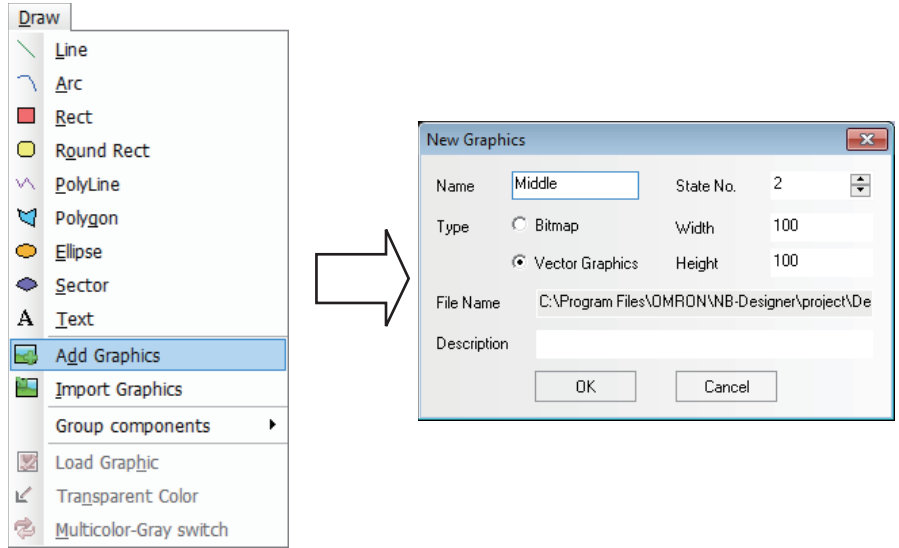 Draw
Line
Arc
Rect
Round Rect
PolyLine
Polygon
Ellipse
Sector
A Text
Add Graphics
Import Graphics
Group components
Load Graphic
Transparent Color
Multicolor-Gray switch
New Graphics
Name Middle State No. 2
Type Bitmap Width 100
Vector Graphics Height 100
File Name C:\Program Files\OMRON\NB-Designer\project\De
Description
OK Cancel